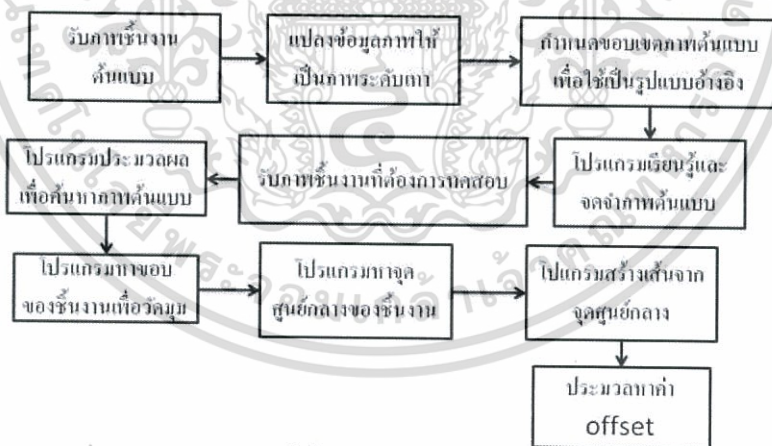 รับภาพชิ้นงาน
ต้นแบบ
แปลงข้อมูลภาพให้
เป็นภาพระดับเทา
กำหนดขอบเขตภาพต้นแบบ
เพื่อใช้เป็นรูปแบบอ้างอิง
โปรแกรมเรียนรู้และ
จดจำภาพต้นแบบ
รับภาพชิ้นงานที่ต้องการทดสอบ
โปรแกรมประมวลผล
เพื่อค้นหาภาพต้นแบบ
โปรแกรมหาขอบ
ของชิ้นงานเพื่อวัดมุม
โปรแกรมหาจุด
ศูนย์กลางของชิ้นงาน
โปแกรมสร้างเส้นจาก
จุดศูนย์กลาง
ประมวลหาค่า
offset